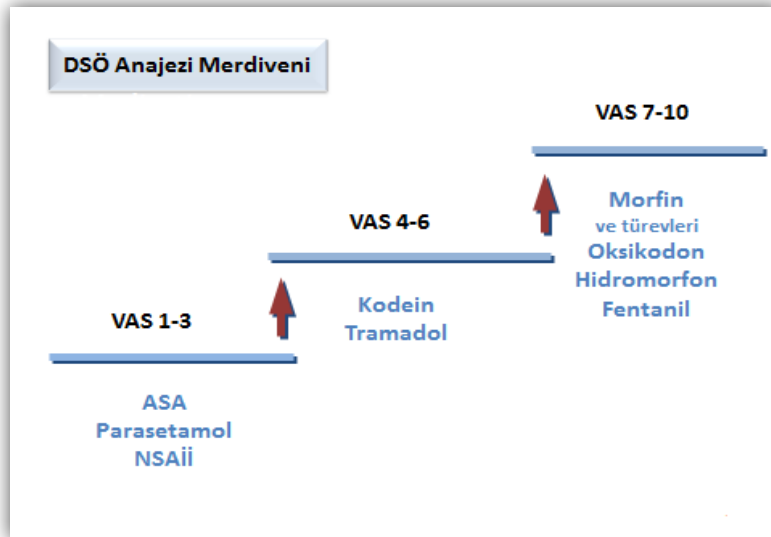 DSÖ Anajezi Merdiveni
VAS 1-3
ASA
Parasetamol
NSAİİ
VAS 4-6
Kodein
Tramadol
VAS 7-10
Morfin
ve türevleri
Oksikodon
Hidromorfon
Fentanil